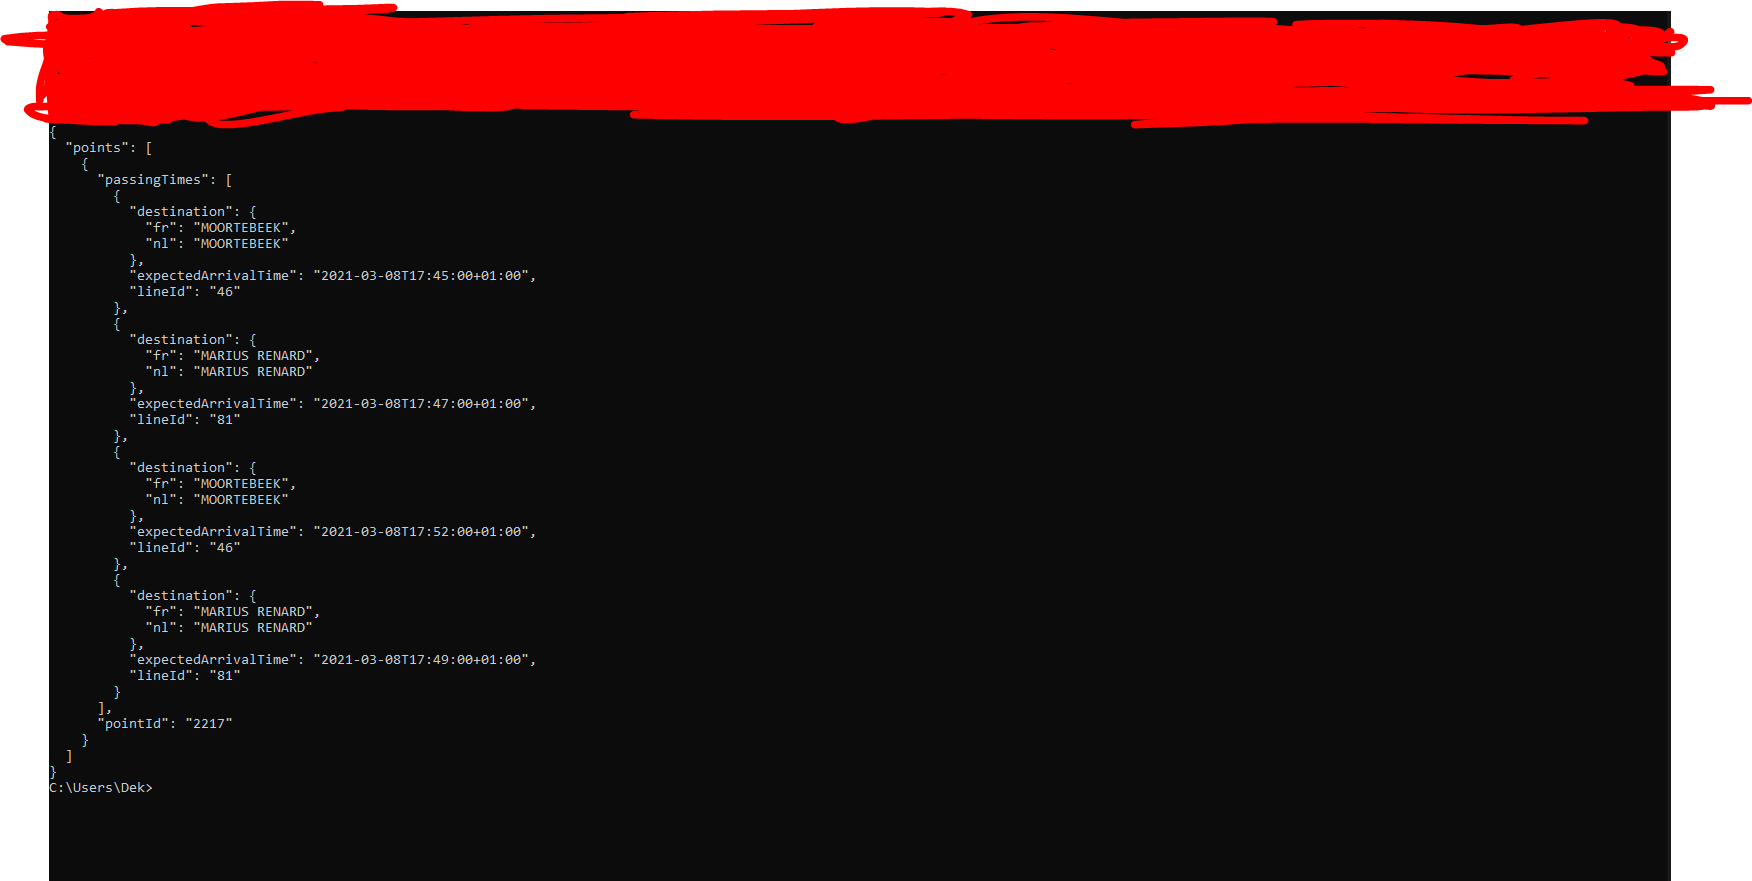 {
  "points": [
    {
      "passingTimes": [
        {
          "destination": {
            "fr": "MOORTEBEEK",
            "nl": "MOORTEBEEK"
          },
          "expectedArrivalTime": "2021-03-08T17:45:00+01:00",
          "lineId": "46"
        },
        {
          "destination": {
            "fr": "MARIUS RENARD",
            "nl": "MARIUS RENARD"
          },
          "expectedArrivalTime": "2021-03-08T17:47:00+01:00",
          "lineId": "81"
        },
        {
          "destination": {
            "fr": "MOORTEBEEK",
            "nl": "MOORTEBEEK"
          },
          "expectedArrivalTime": "2021-03-08T17:52:00+01:00",
          "lineId": "46"
        },
        {
          "destination": {
            "fr": "MARIUS RENARD",
            "nl": "MARIUS RENARD"
          },
          "expectedArrivalTime": "2021-03-08T17:49:00+01:00",
          "lineId": "81"
        }
      ],
      "pointId": "2217"
    }
  ]
}
C:\Users\Dek>